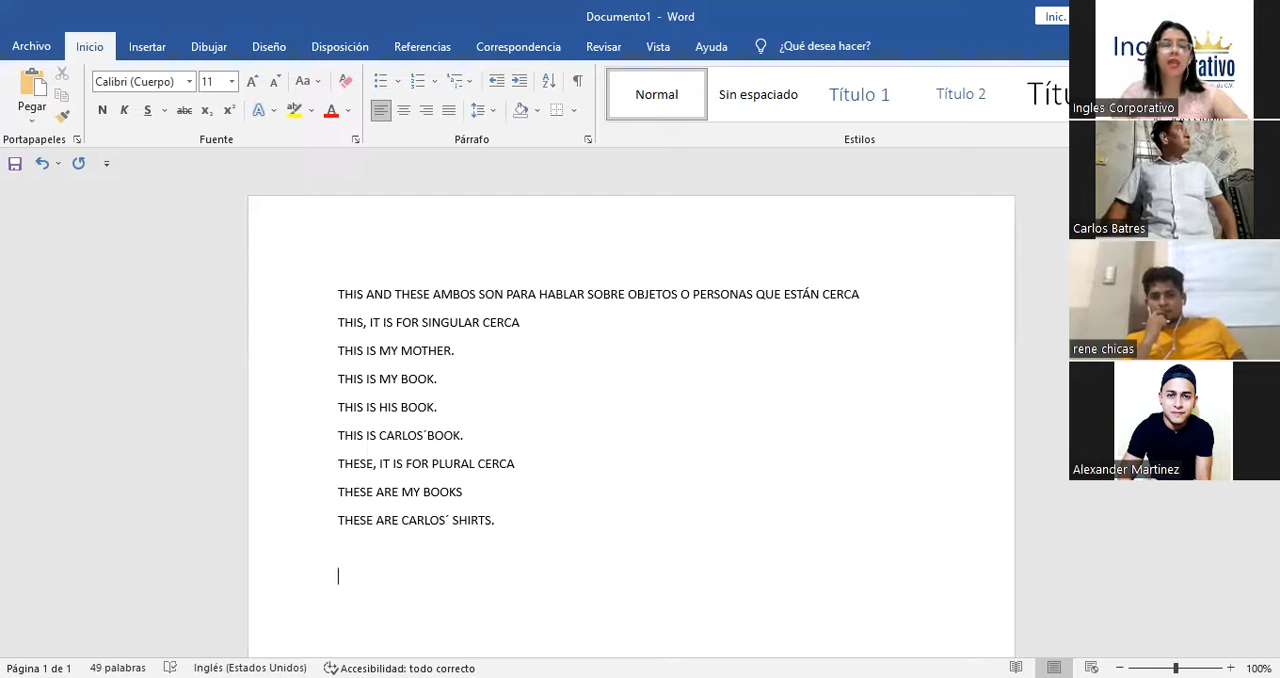 Documento1 - Word
Inic.
Archivo
Inicio
Insertar
Dibujar
Diseño
Disposición
Referencias
Correspondencia
Revisar
Vista
Ayuda
¿Qué desea hacer?
Pegar
Calibri (Cuerpo)
11
Aa
N K S abc x₂ x²
Normal
Sin espaciado
Título 1
Título 2
Portapapeles
Fuente
Párrafo
Estilos
THIS AND THESE AMBOS SON PARA HABLAR SOBRE OBJETOS O PERSONAS QUE ESTÁN CERCA
THIS, IT IS FOR SINGULAR CERCA
THIS IS MY MOTHER.
THIS IS MY BOOK.
THIS IS HIS BOOK.
THIS IS CARLOS´BOOK.
THESE, IT IS FOR PLURAL CERCA
THESE ARE MY BOOKS
THESE ARE CARLOS´ SHIRTS.
Ingles Corporativo
Carlos Batres
rene chicas
Alexander Martinez
Página 1 de 1
49 palabras
Inglés (Estados Unidos)
Accesibilidad: todo correcto
100%